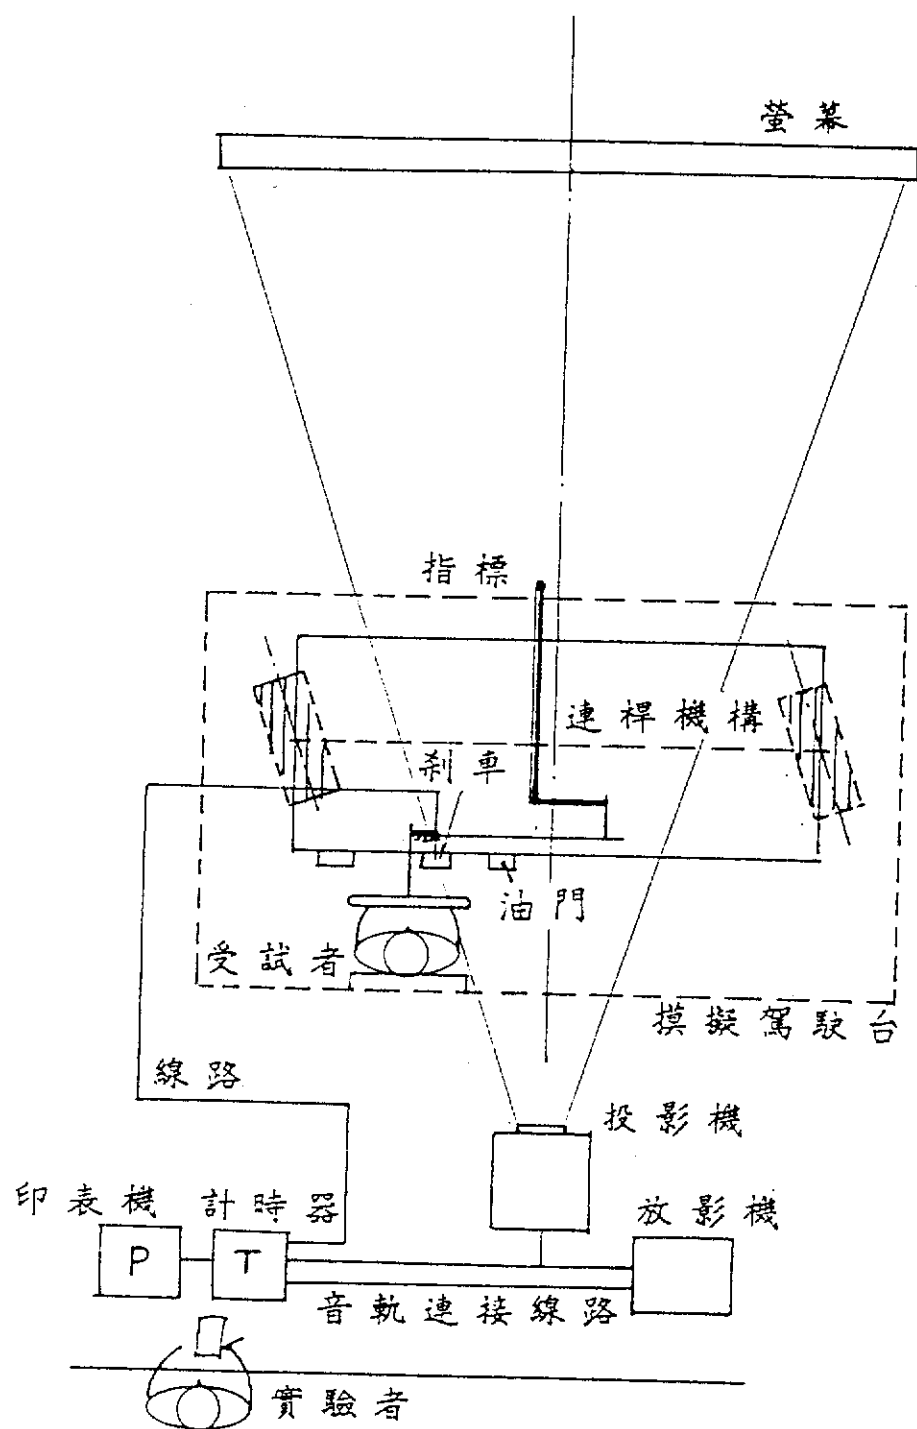 螢幕
指標
連桿機構
剎車
油門
受試者
摸擬駕駛台
線路
投影機
印表機 計時器 放影機
P T
音軌連接線路
實驗者